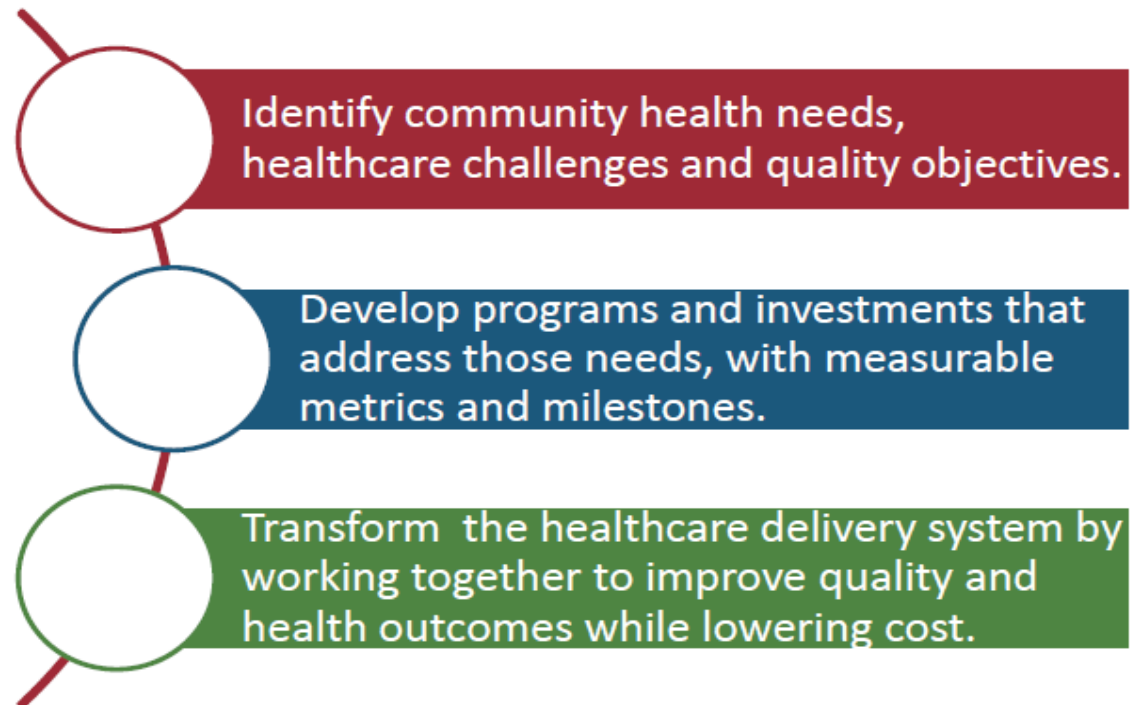 Identify community health needs,
healthcare challenges and quality objectives.
Develop programs and investments that
address those needs, with measurable
metrics and milestones.
Transform  the healthcare delivery system by
working together to improve quality and
health outcomes while lowering cost.